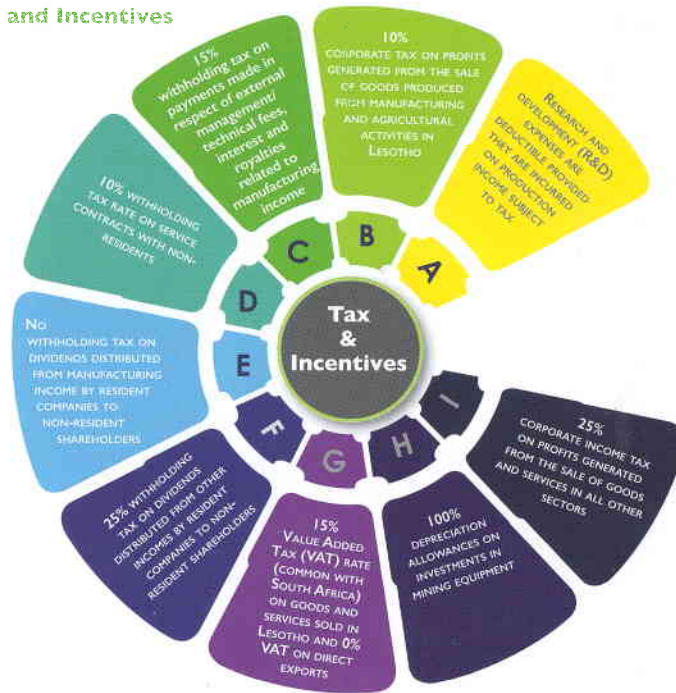 and Incentives
Tax
&
Incentives
A
RESEARCH AND
DEVELOPMENT (R&D)
EXPENSES ARE
DEDUCTIBLE PROVIDED
THEY ARE INCURRED
ON PRODUCTION
INCOME SUBJECT
TO TAX
B
10%
CORPORATE TAX ON PROFITS
GENERATED FROM THE SALE
OF GOODS PRODUCED
FROM MANUFACTURING
AND AGRICULTURAL
ACTIVITIES IN
LESOTHO
C
15%
withholding tax on
payments made in
respect of external
management/
technical fees,
interest and
royalties
related to
manufacturing
income
D
10% WITHHOLDING
TAX RATE ON SERVICE
CONTRACTS WITH NON-
RESIDENTS
E
NO
WITHHOLDING TAX ON
DIVIDENDS DISTRIBUTED
FROM MANUFACTURING
INCOME BY RESIDENT
COMPANIES TO
NON-RESIDENT
SHAREHOLDERS
F
25% WITHHOLDING
TAX ON DIVIDENDS
DISTRIBUTED FROM OTHER
INCOMES BY RESIDENT
COMPANIES TO NON-
RESIDENT SHAREHOLDERS
G
15%
VALUE ADDED
TAX (VAT) RATE
(COMMON WITH
SOUTH AFRICA)
ON GOODS AND
SERVICES SOLD IN
LESOTHO AND 0%
VAT ON DIRECT
EXPORTS
H
100%
DEPRECIATION
ALLOWANCES ON
INVESTMENTS IN
MINING EQUIPMENT
I
25%
CORPORATE INCOME TAX
ON PROFITS GENERATED
FROM THE SALE OF GOODS
AND SERVICES IN ALL OTHER
SECTORS